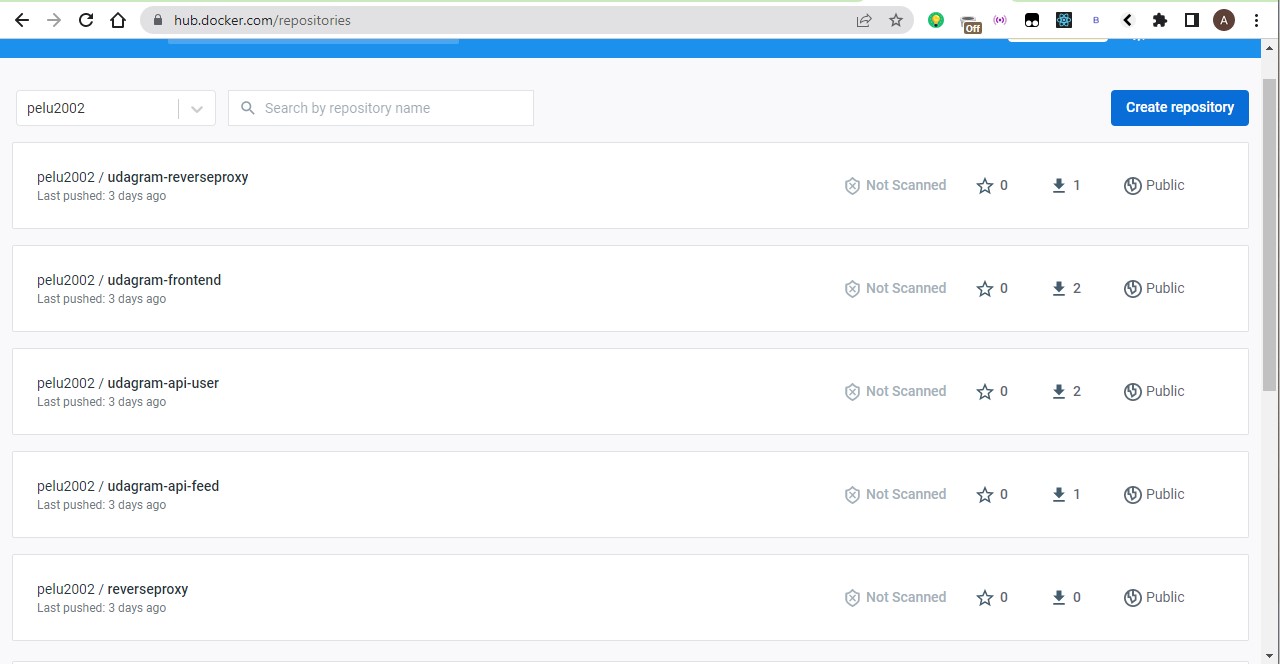 hub.docker.com/repositories
Off
B
A
pelu2002
Search by repository name
Create repository
pelu2002 / udagram-reverseproxy
Last pushed: 3 days ago
Not Scanned
0
1
Public
pelu2002 / udagram-frontend
Last pushed: 3 days ago
Not Scanned
0
2
Public
pelu2002 / udagram-api-user
Last pushed: 3 days ago
Not Scanned
0
2
Public
pelu2002 / udagram-api-feed
Last pushed: 3 days ago
Not Scanned
0
1
Public
pelu2002 / reverseproxy
Last pushed: 3 days ago
Not Scanned
0
0
Public